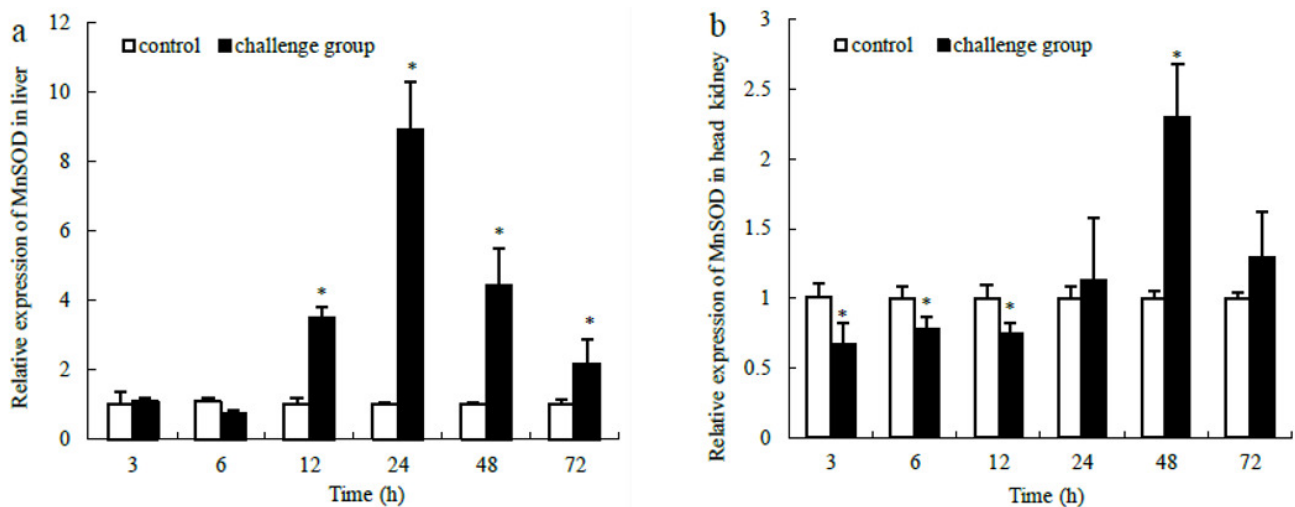 a
Relative expression of MnSOD in liver
12
10
8
6
4
2
0
control challenge group
*
*
*
*
3 6 12 24 48 72
Time (h)
b
Relative expression of MnSOD in head kidney
3
2.5
2
1.5
1
0.5
0
control challenge group
*
*
*
*
3 6 12 24 48 72
Time (h)